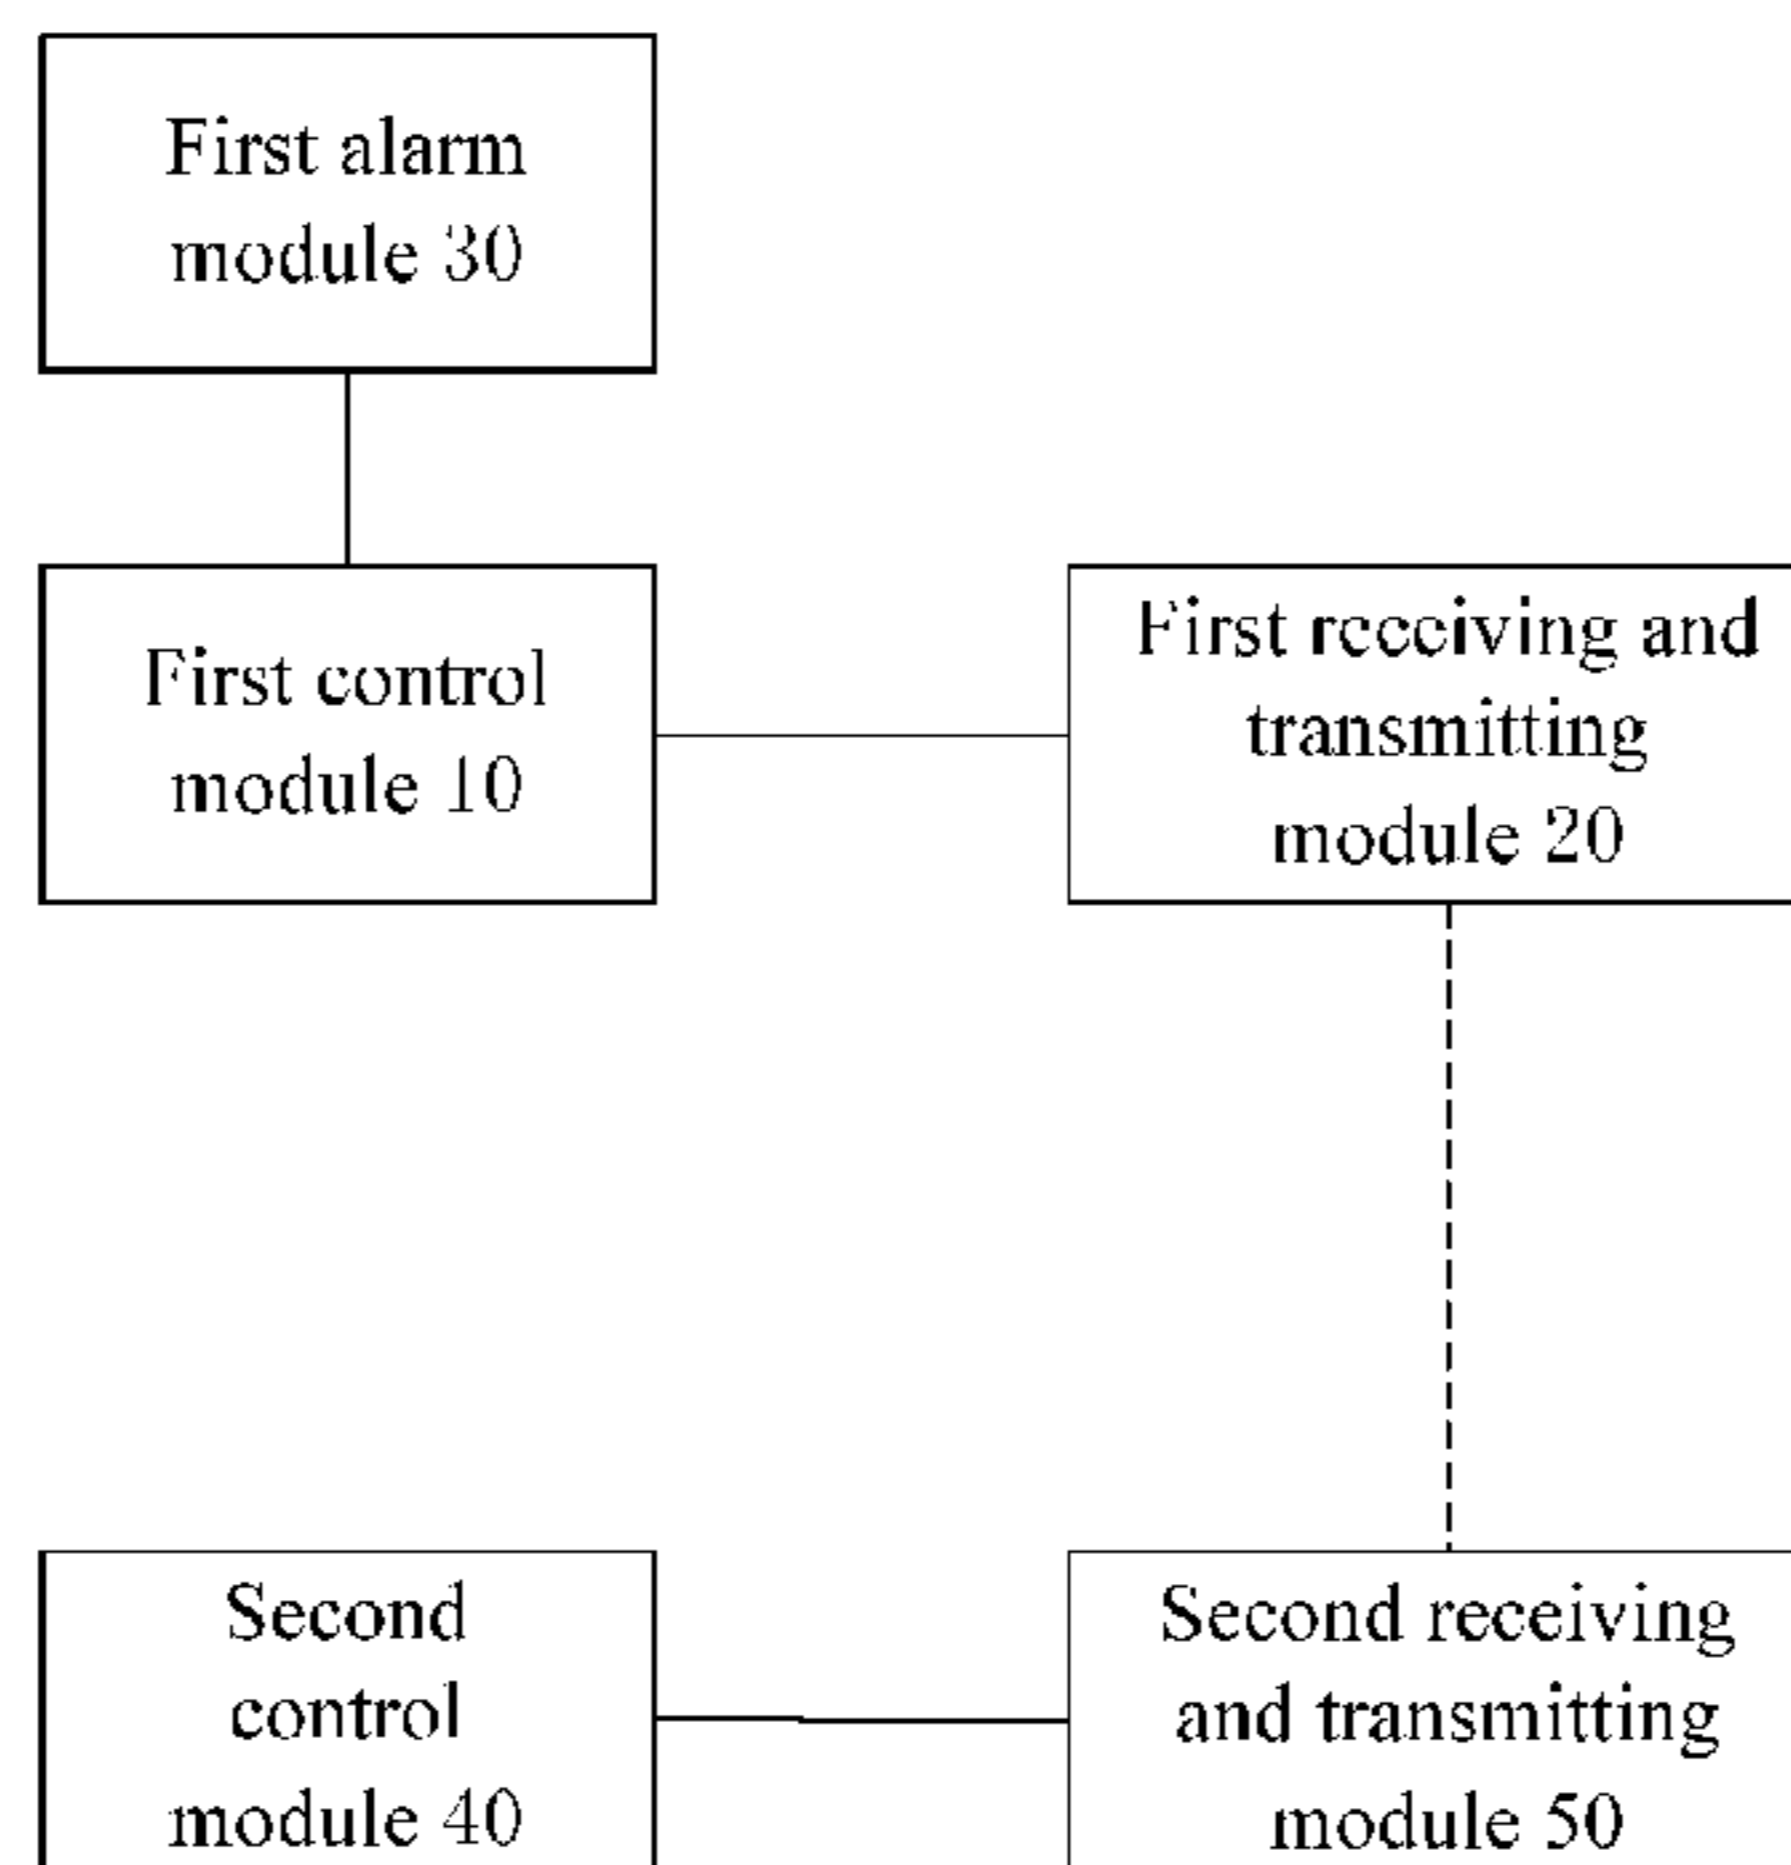 First alarm
module 30
First control
module 10
First receiving and
transmitting
module 20
Second
control
module 40
Second receiving
and transmitting
module 50